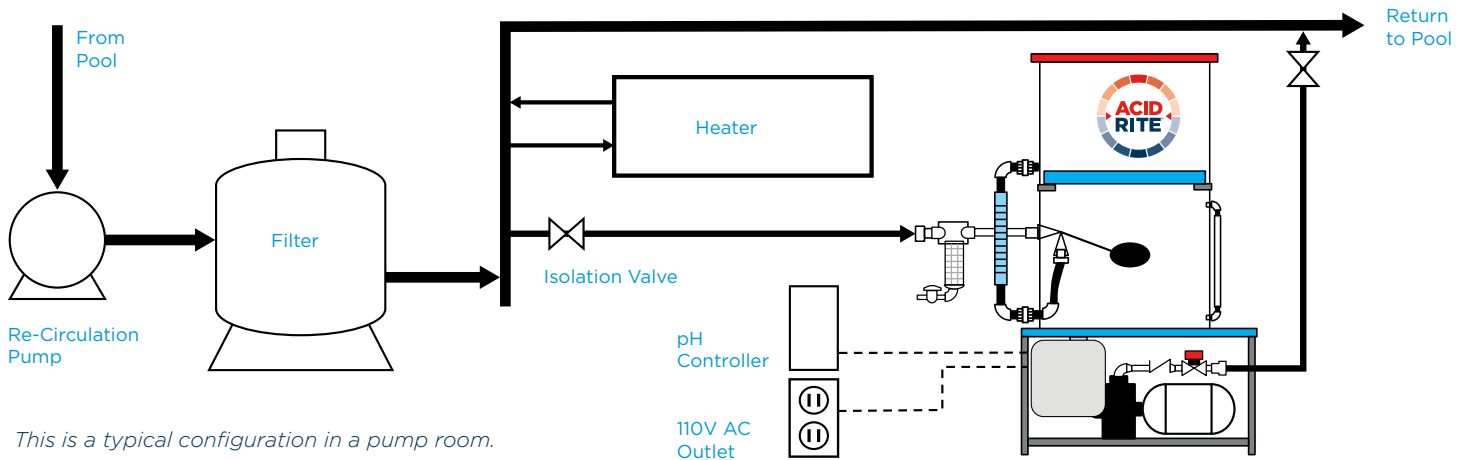 From
Pool
Return
to Pool
ACID
RITE
Heater
Filter
Isolation Valve
Re-Circulation
Pump
pH
Controller
110V AC
Outlet
This is a typical configuration in a pump room.